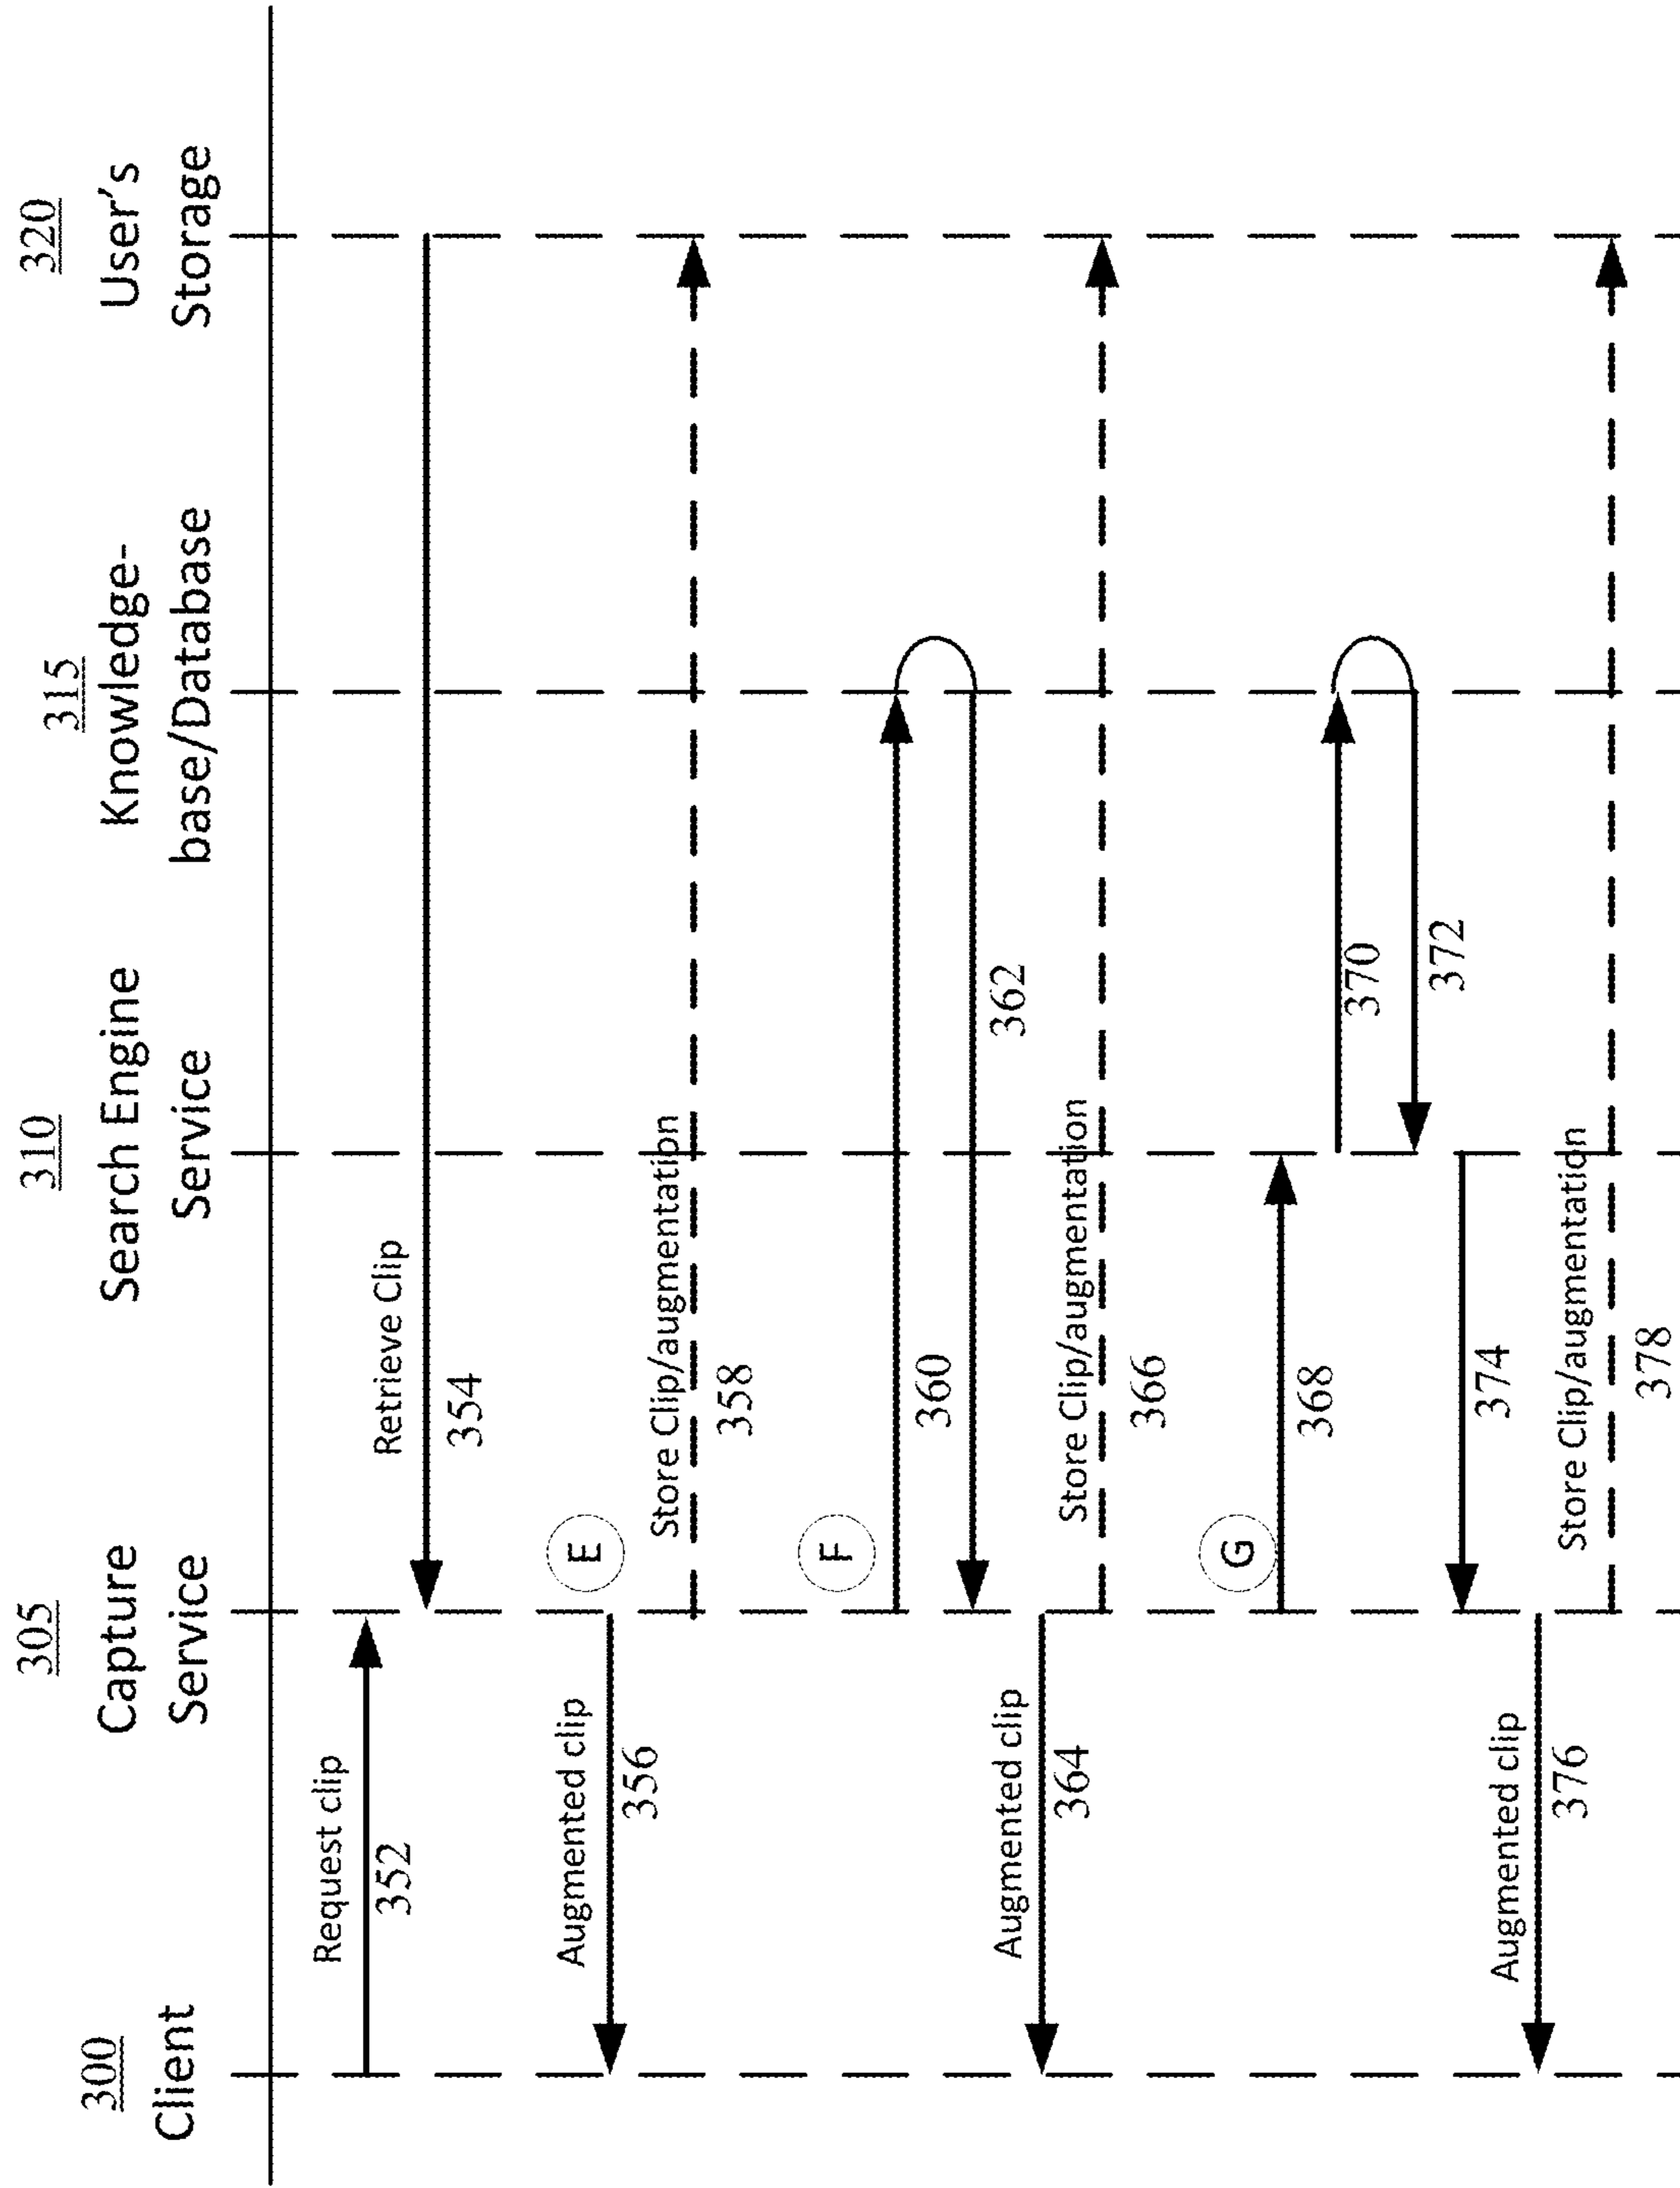 300
Client
305
Capture
Service
310
Search Engine
Service
315
Knowledge-
base/Database
320
User's
Storage
Request clip
352
Retrieve Clip
354
E
Augmented clip
356
Store Clip/augmentation
358
F
360
362
Augmented clip
364
Store Clip/augmentation
366
G
368
370
372
374
Augmented clip
376
Store Clip/augmentation
378